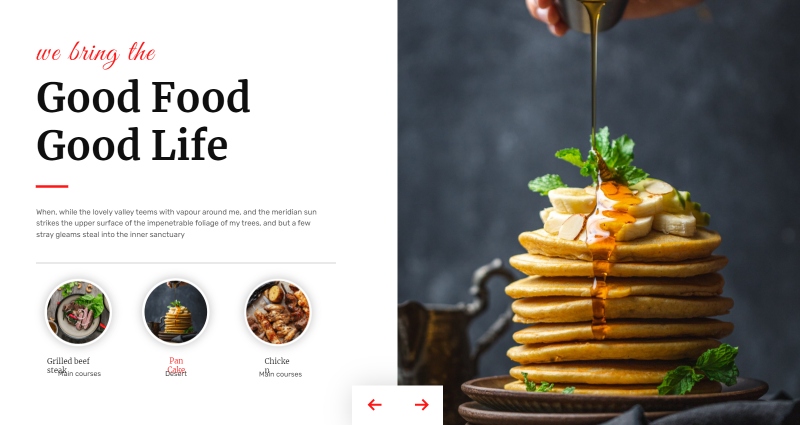 we bring the
Good Food
Good Life
When, while the lovely valley teems with vapour around me, and the meridian sun
strikes the upper surface of the impenetrable foliage of my trees, and but a few
stray gleams steal into the inner sanctuary
Grilled beef
steak
Main courses
Pan
Cake
Desert
Chicke
n
Main courses